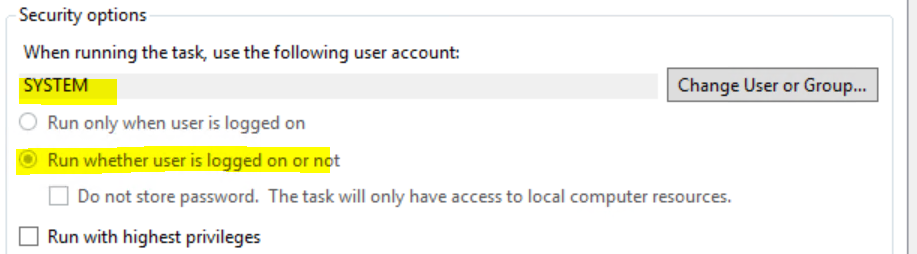 Security options
When running the task, use the following user account:
SYSTEM
Change User or Group...
Run only when user is logged on
Run whether user is logged on or not
Do not store password. The task will only have access to local computer resources.
Run with highest privileges